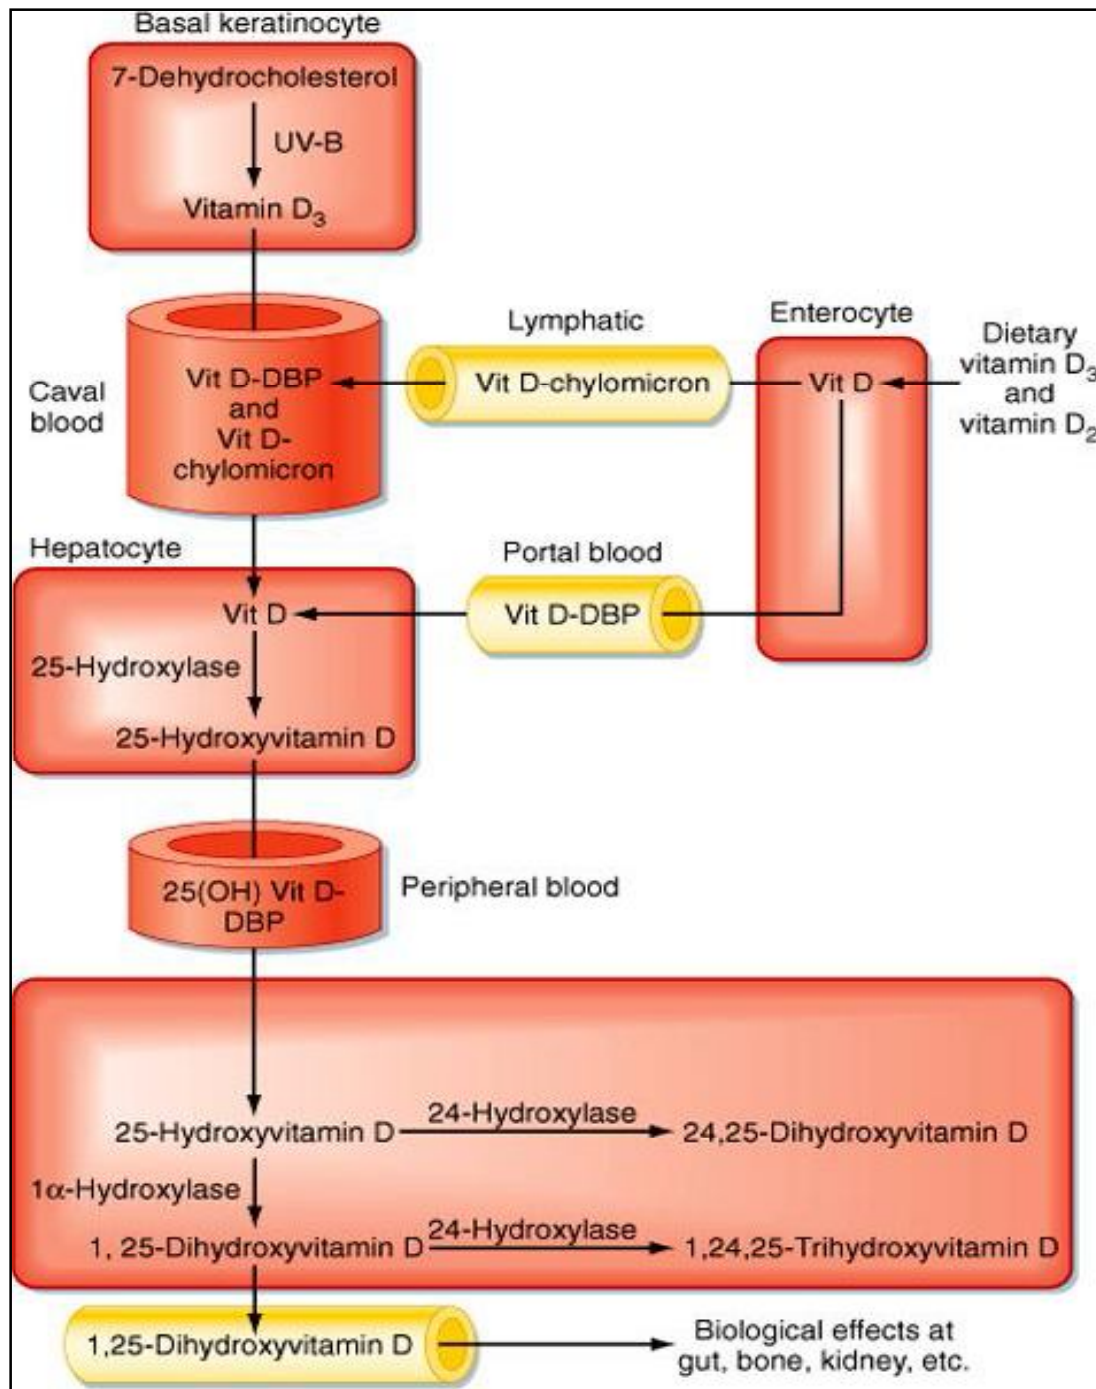 Basal keratinocyte
7-Dehydrocholesterol
UV-B
Vitamin D3
Caval
blood
Vit D-DBP
and
Vit D-
chylomicron
Lymphatic
Vit D-chylomicron
Enterocyte
Vit D
Dietary
vitamin D3
and
vitamin D2
Hepatocyte
Vit D
25-Hydroxylase
25-Hydroxyvitamin D
Portal blood
Vit D-DBP
25(OH) Vit D-
DBP
Peripheral blood
25-Hydroxyvitamin D
24-Hydroxylase
24,25-Dihydroxyvitamin D
1α-Hydroxylase
1, 25-Dihydroxyvitamin D
24-Hydroxylase
1,24,25-Trihydroxyvitamin D
1,25-Dihydroxyvitamin D
Biological effects at
gut, bone, kidney, etc.